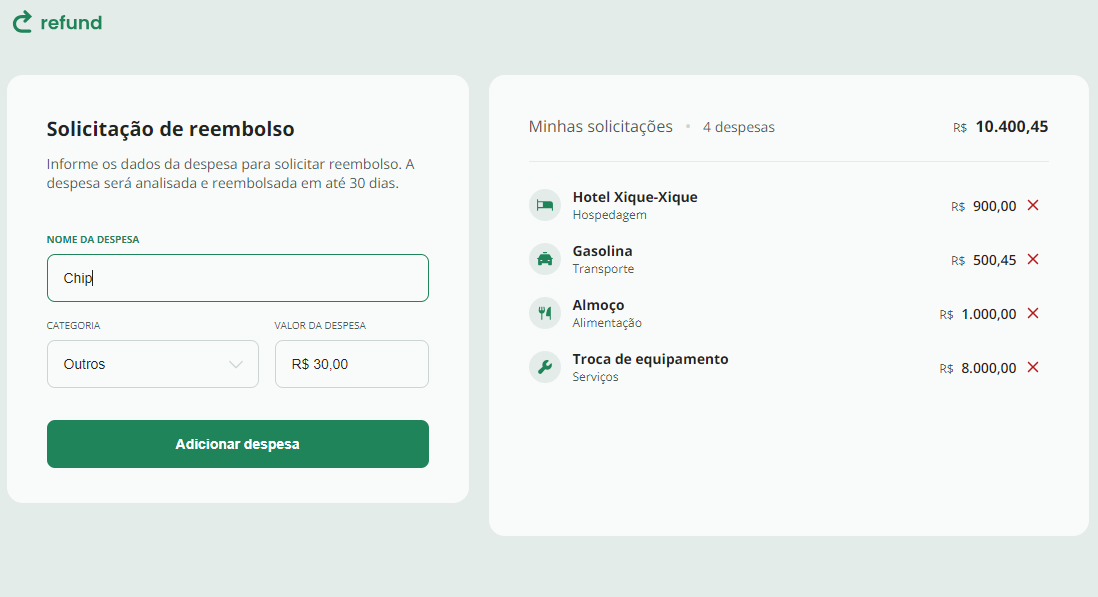 refund
Solicitação de reembolso
Informe os dados da despesa para solicitar reembolso. A
despesa será analisada e reembolsada em até 30 dias.
NOME DA DESPESA
Chip
CATEGORIA
VALOR DA DESPESA
Outros
R$ 30,00
Adicionar despesa
Minhas solicitações • 4 despesas R$ 10.400,45
Hotel Xique-Xique
Hospedagem
R$ 900,00
Gasolina
Transporte
R$ 500,45
Almoço
Alimentação
R$ 1.000,00
Troca de equipamento
Serviços
R$ 8.000,00